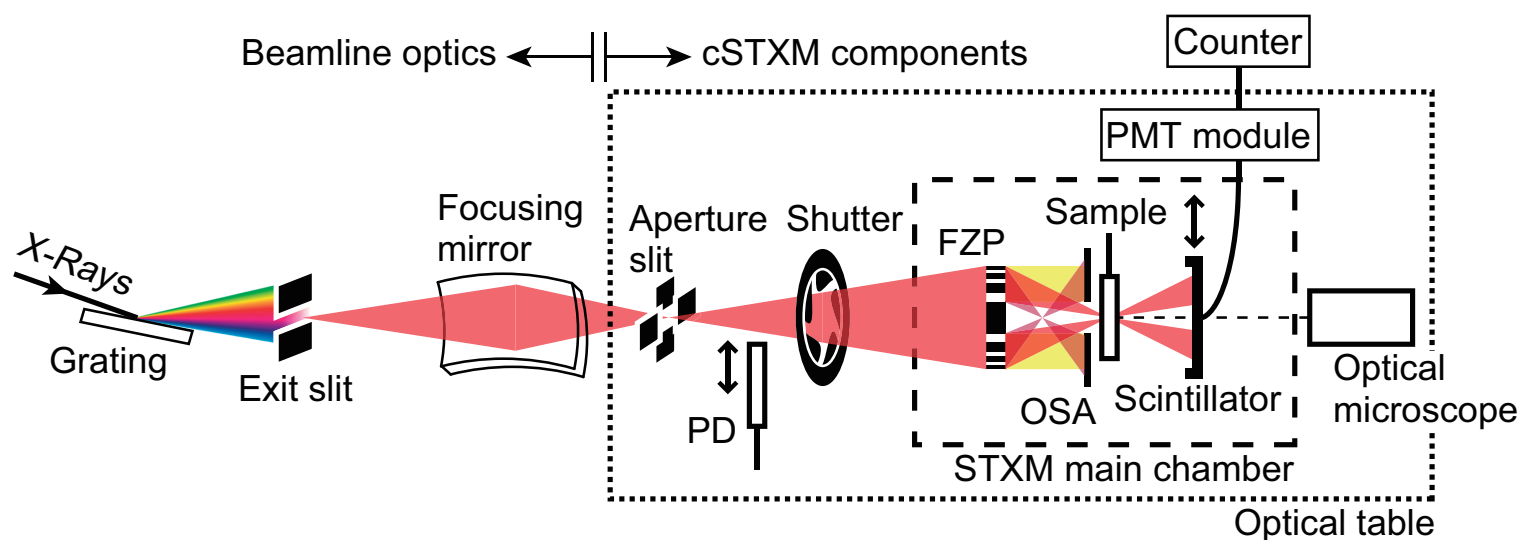 Counter
Beamline optics
cSTXM components
PMT module
Focusing
mirror
Aperture
slit
Shutter
Sample
FZP
X-Rays
Grating
Exit slit
PD
OSA
Scintillator
Optical
microscope
STXM main chamber
Optical table